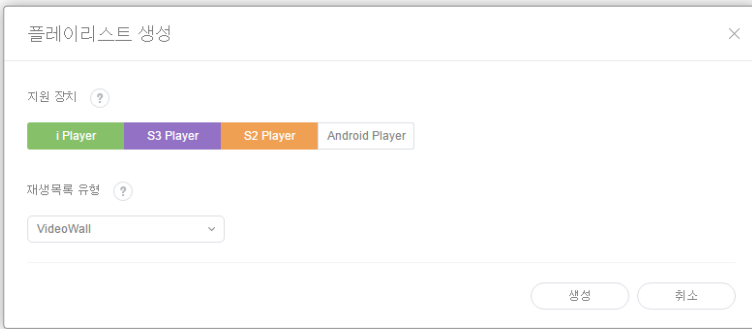 플레이리스트 생성
지원 장치 ?
i Player S3 Player S2 Player Android Player
재생목록 유형 ?
VideoWall
생성 취소